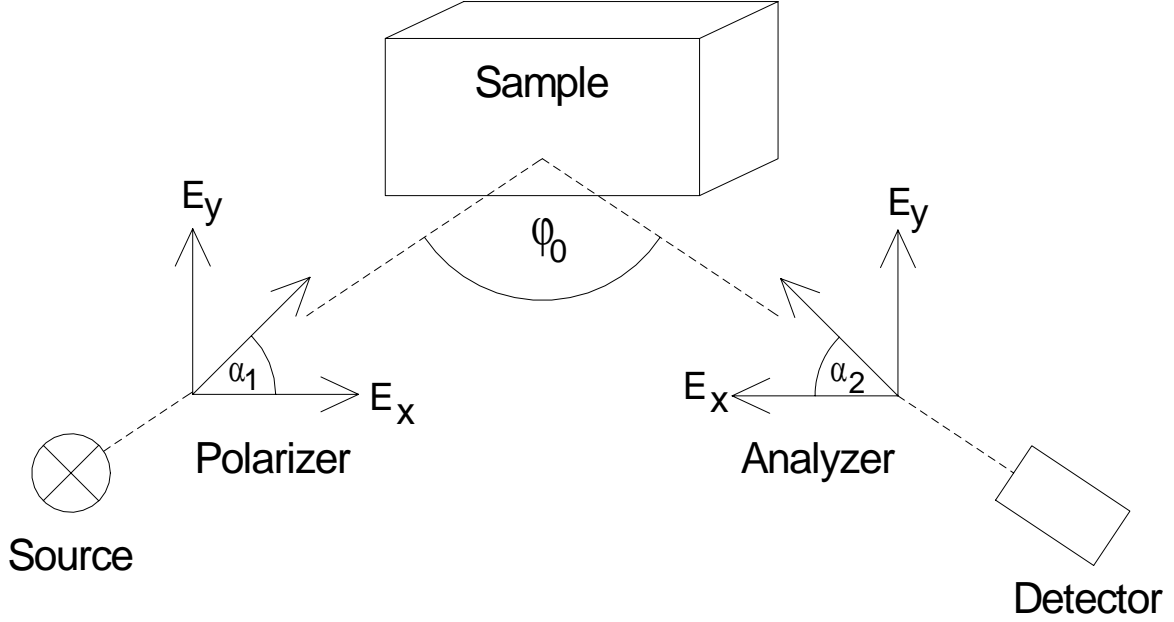 Sample
Ey
φ0
Ey
α1
Ex
Ex
α2
Polarizer
Analyzer
Source
Detector